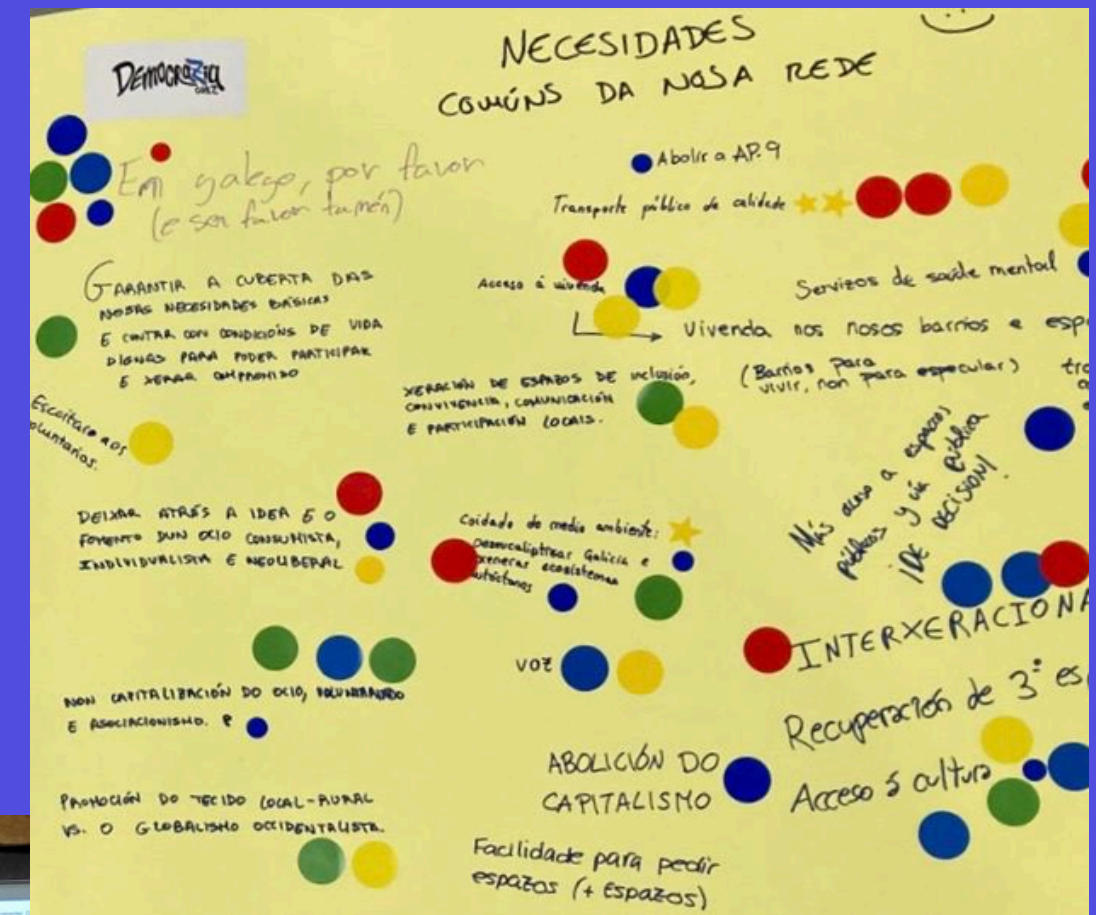 DEMOCRAZIA
NECESIDADES
COMÚNS DA NOSA REDE
Em galego, por favor
(e sen favor tamén)
Abolir a AP.9
Transporte público de calidade
GARANTIR A CUBERTA DAS
NOSAS NECESIDADES BÁSICAS
E CONTAR CON CONDICIÓNS DE VIDA
DIGNAS PARA PODER PARTICIPAR
E XERAR COMPROMISO
Acceso á vivenda
Vivenda nos nosos barrios e esp
(Barrios para
vivir, non para especular)
Servizos de saúde mental
XERACIÓN DE ESPAZOS DE inclusión,
CONVIVENCIA, COMUNICACIÓN
E PARTICIPACIÓN LOCAIS.
Escoitar aos
voluntarios.
Más acceso a espacios
públicos y vía pública
¡DE DECISIÓN!
DEIXAR ATRÁS A IDEA E O
FOMENTO DUN OCIO CONSUMISTA,
INDIVIDUALISTA E NEOLIBERAL
Coidado do medio ambiente:
Deseucaliptizar Galicia e
xenerar ecosistemas
autóctonos
INTERXERACIONA
VOZ
NON CAPITALIZACIÓN DO OCIO, VOLUNTARIADO
E ASOCIACIONISMO.
Recuperación de 3º es
ABOLICIÓN DO
CAPITALISMO
Acceso á cultura
PROMOCIÓN DO TECIDO LOCAL-RURAL
VS. O GLOBALISMO OCCIDENTALISTA.
Facilidade para pedir
espazos (+ Espazos)